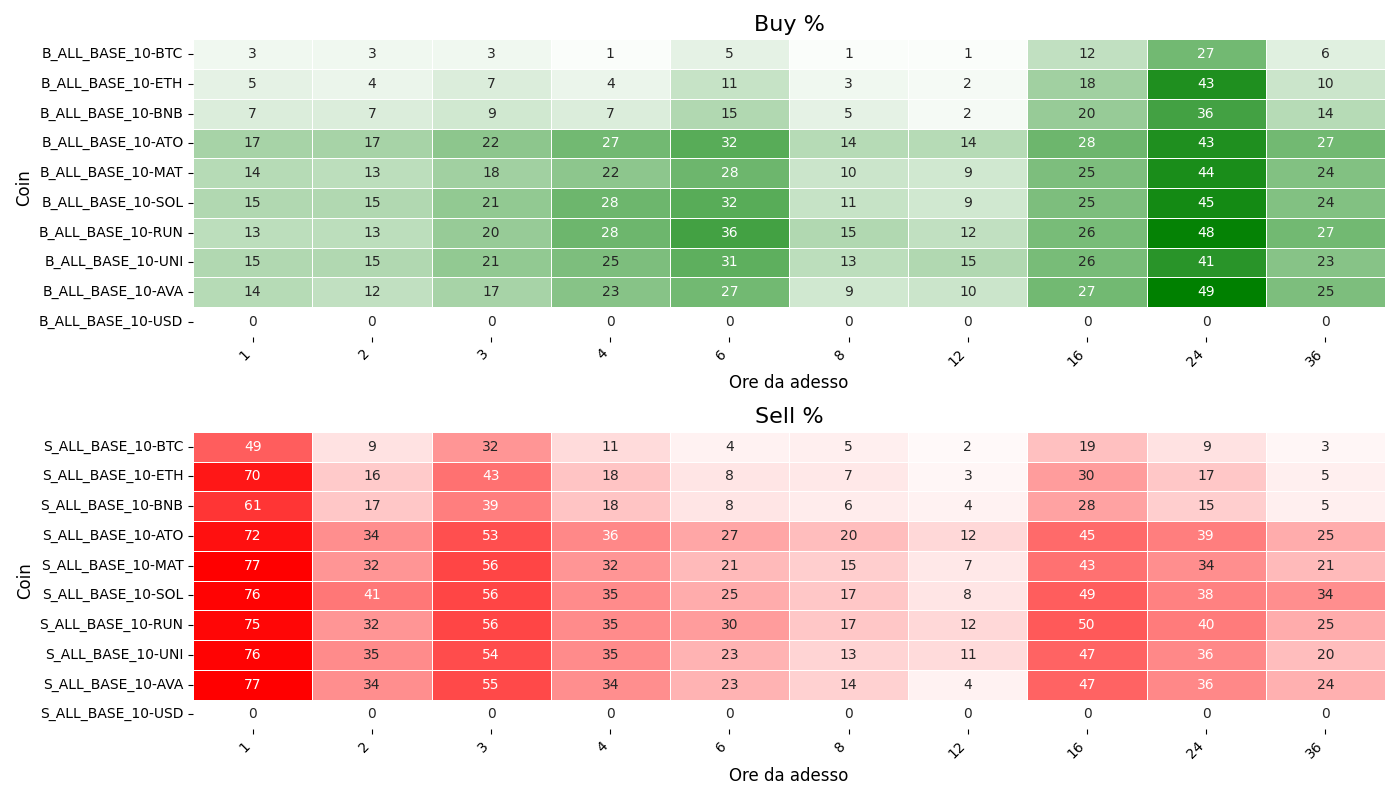 Buy %
Coin
B_ALL_BASE_10-BTC 3 3 3 1 5 1 1 12 27 6
B_ALL_BASE_10-ETH 5 4 7 4 11 3 2 18 43 10
B_ALL_BASE_10-BNB 7 7 9 7 15 5 2 20 36 14
B_ALL_BASE_10-ATO 17 17 22 27 32 14 14 28 43 27
B_ALL_BASE_10-MAT 14 13 18 22 28 10 9 25 44 24
B_ALL_BASE_10-SOL 15 15 21 28 32 11 9 25 45 24
B_ALL_BASE_10-RUN 13 13 20 28 36 15 12 26 48 27
B_ALL_BASE_10-UNI 15 15 21 25 31 13 15 26 41 23
B_ALL_BASE_10-AVA 14 12 17 23 27 9 10 27 49 25
B_ALL_BASE_10-USD 0 0 0 0 0 0 0 0 0 0
1 2 3 4 6 8 12 16 24 36
Ore da adesso
Sell %
Coin
S_ALL_BASE_10-BTC 49 9 32 11 4 5 2 19 9 3
S_ALL_BASE_10-ETH 70 16 43 18 8 7 3 30 17 5
S_ALL_BASE_10-BNB 61 17 39 18 8 6 4 28 15 5
S_ALL_BASE_10-ATO 72 34 53 36 27 20 12 45 39 25
S_ALL_BASE_10-MAT 77 32 56 32 21 15 7 43 34 21
S_ALL_BASE_10-SOL 76 41 56 35 25 17 8 49 38 34
S_ALL_BASE_10-RUN 75 32 56 35 30 17 12 50 40 25
S_ALL_BASE_10-UNI 76 35 54 35 23 13 11 47 36 20
S_ALL_BASE_10-AVA 77 34 55 34 23 14 4 47 36 24
S_ALL_BASE_10-USD 0 0 0 0 0 0 0 0 0 0
1 2 3 4 6 8 12 16 24 36
Ore da adesso